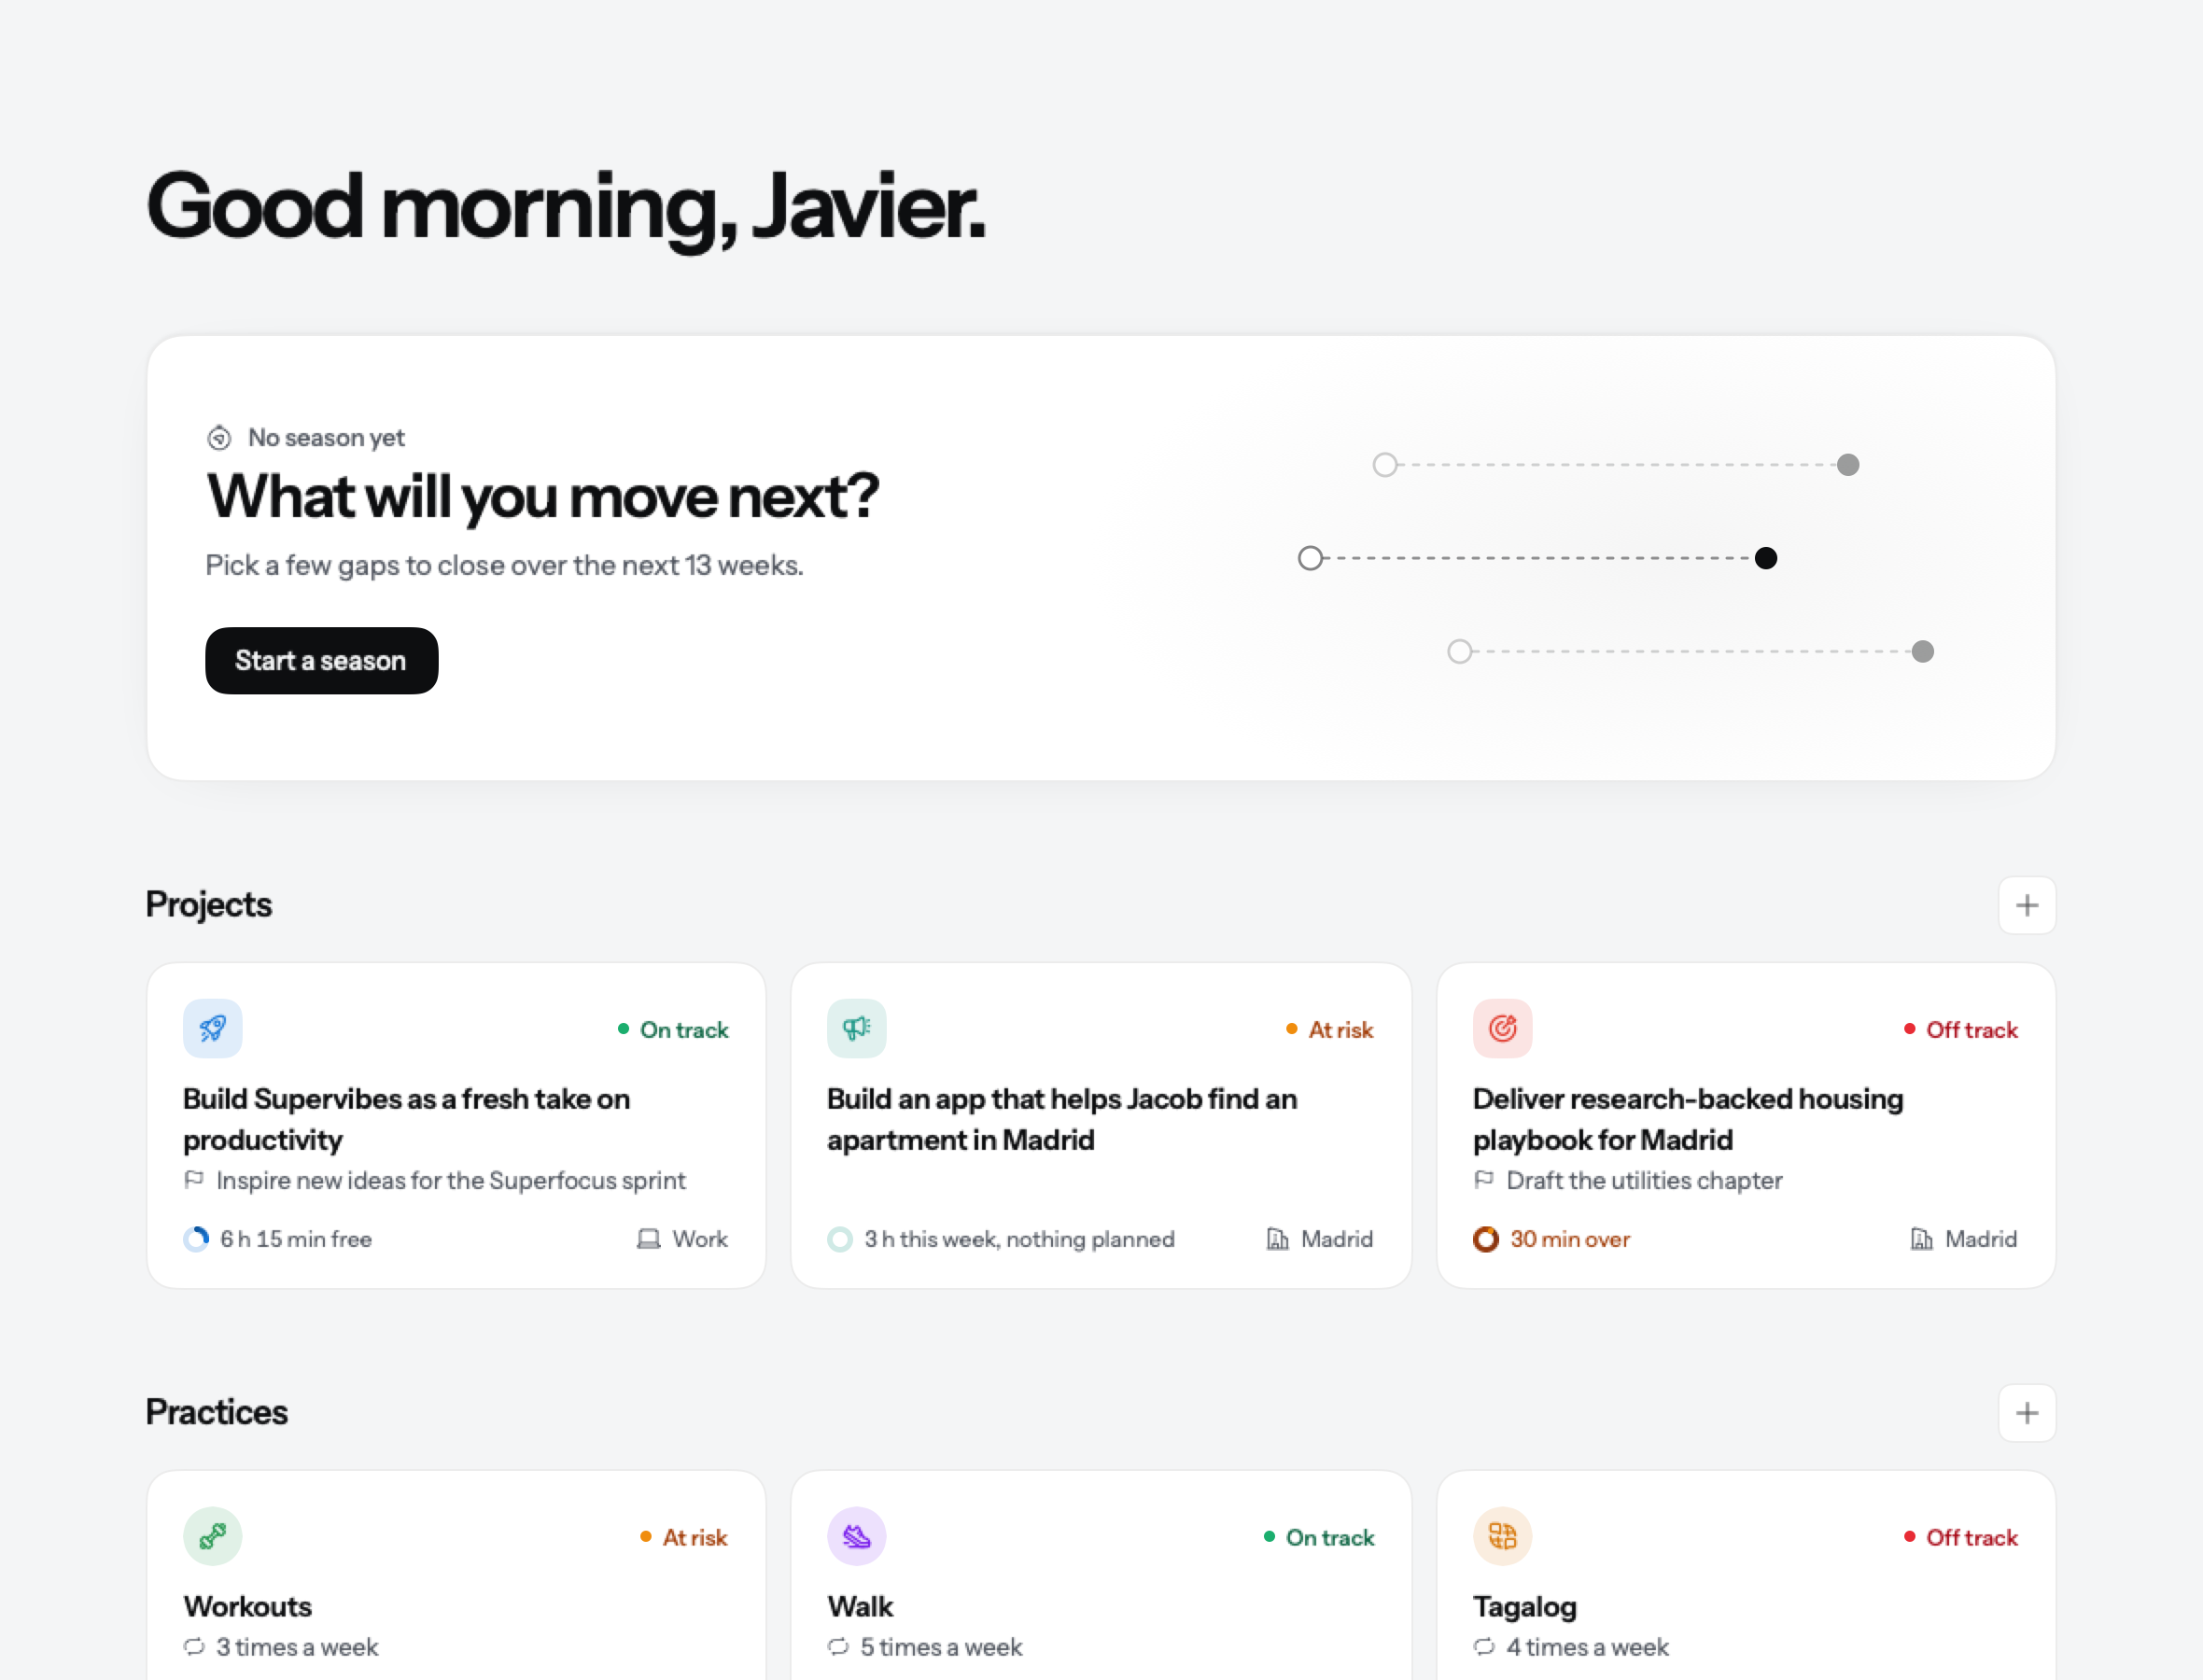 Good morning, Javier.
No season yet
What will you move next?
Pick a few gaps to close over the next 13 weeks.
Start a season
Projects
On track
Build Supervibes as a fresh take on
productivity
Inspire new ideas for the Superfocus sprint
6 h 15 min free
Work
At risk
Build an app that helps Jacob find an
apartment in Madrid
3 h this week, nothing planned
Madrid
Off track
Deliver research-backed housing
playbook for Madrid
Draft the utilities chapter
30 min over
Madrid
Practices
At risk
Workouts
3 times a week
On track
Walk
5 times a week
Off track
Tagalog
4 times a week